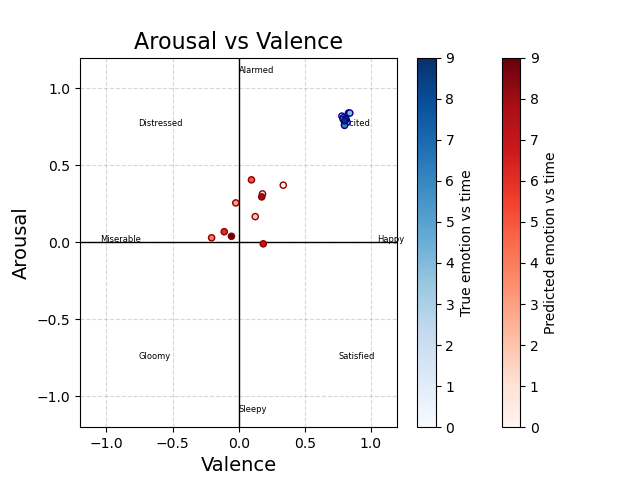 Arousal vs Valence
Alarmed
Distressed
cited
Miserable
Happy
Gloomy
Satisfied
Sleepy
1.0
0.5
0.0
−0.5
−1.0
Arousal
−1.0 −0.5 0.0 0.5 1.0
Valence
9
8
7
6
5
4
3
2
1
0
True emotion vs time
9
8
7
6
5
4
3
2
1
0
Predicted emotion vs time